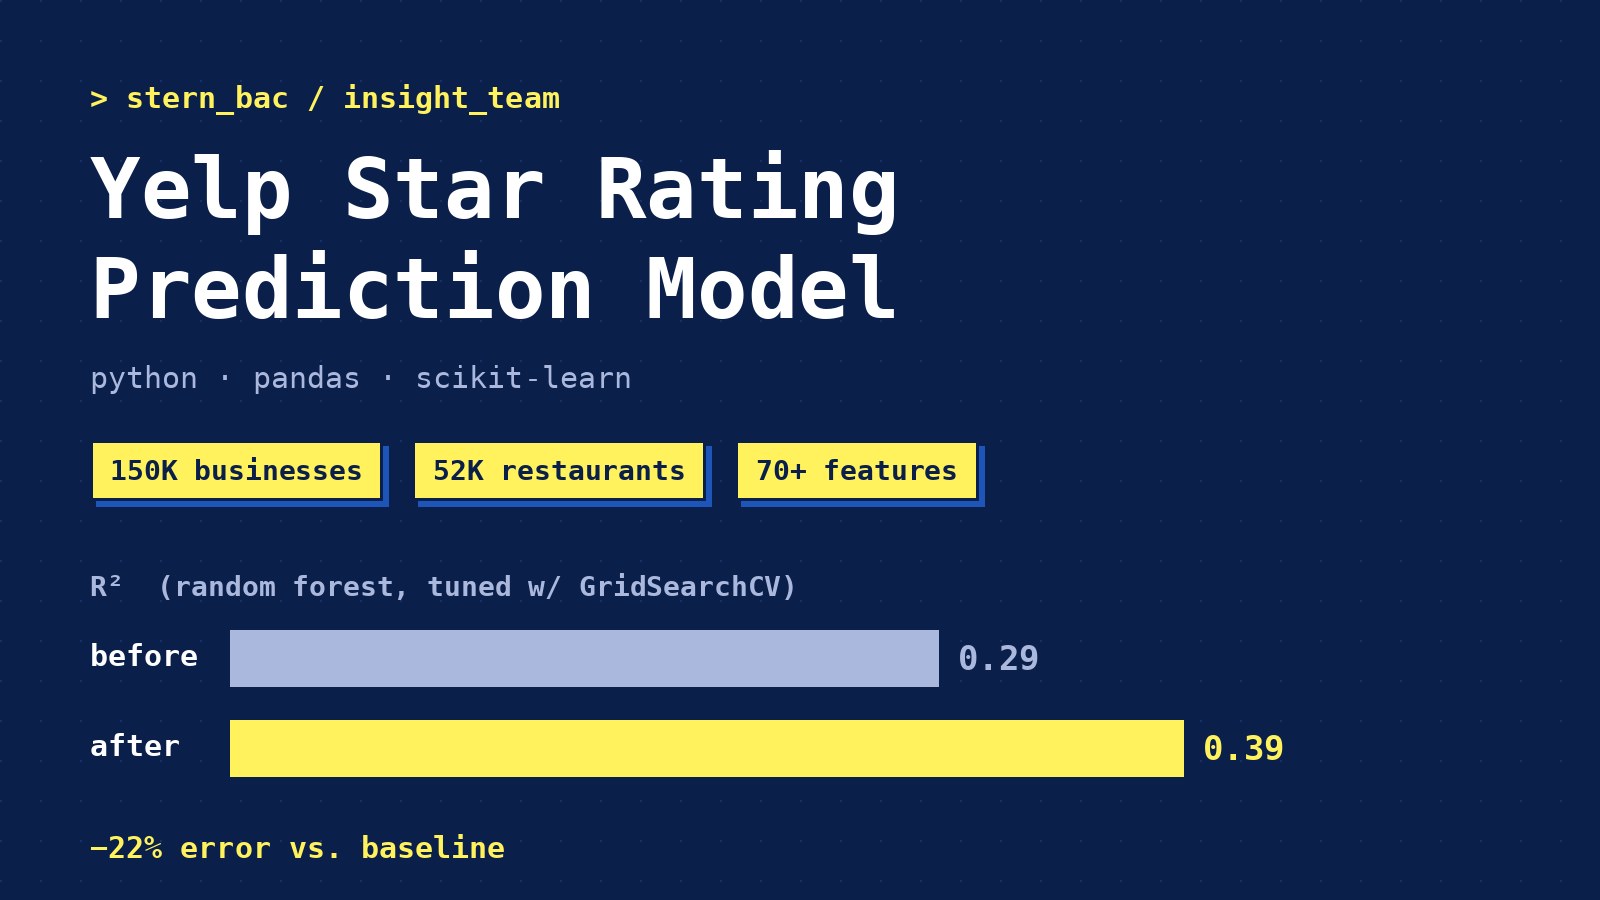 > stern_bac / insight_team
Yelp Star Rating
Prediction Model
python · pandas · scikit-learn
150K businesses 52K restaurants 70+ features
R² (random forest, tuned w/ GridSearchCV)
before 0.29
after 0.39
−22% error vs. baseline